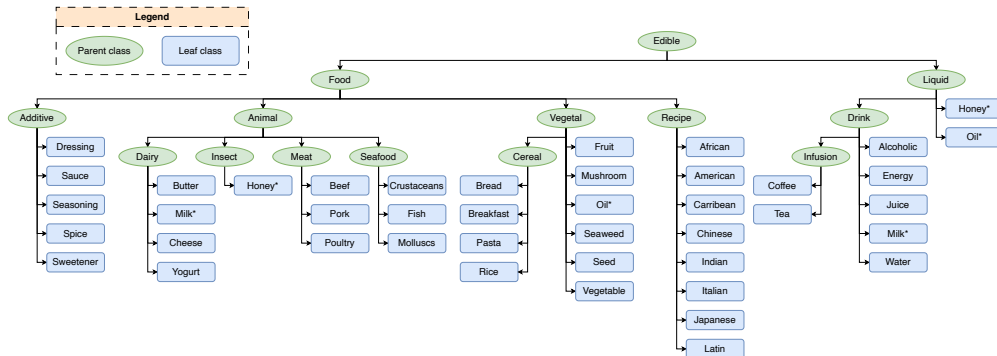 Legend
Parent class
Leaf class
Edible
Food
Liquid
Additive
Animal
Vegetal
Recipe
Drink
Honey*
Oil*
Dressing
Sauce
Seasoning
Spice
Sweetener
Dairy
Insect
Meat
Seafood
Butter
Milk*
Cheese
Yogurt
Honey*
Beef
Pork
Poultry
Crustaceans
Fish
Molluscs
Cereal
Bread
Breakfast
Pasta
Rice
Fruit
Mushroom
Oil*
Seaweed
Seed
Vegetable
African
American
Carribean
Chinese
Indian
Italian
Japanese
Latin
Infusion
Coffee
Tea
Alcoholic
Energy
Juice
Milk*
Water